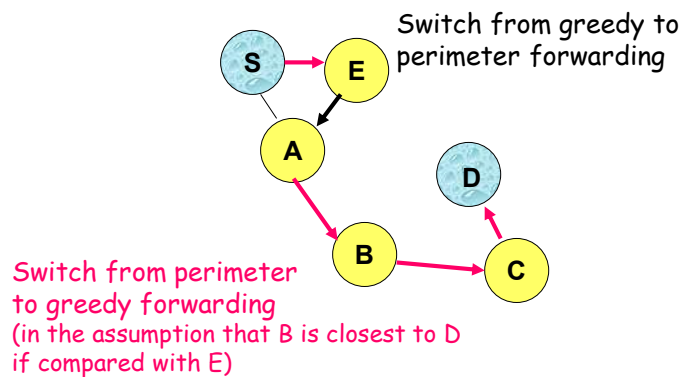 Switch from greedy to
perimeter forwarding
S
E
A
D
B
C
Switch from perimeter
to greedy forwarding
(in the assumption that B is closest to D
if compared with E)